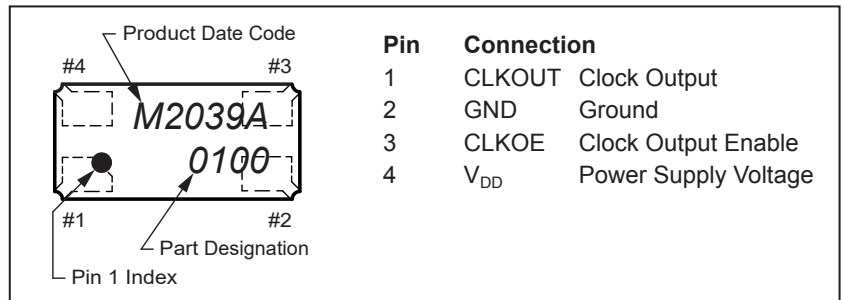 Product Date Code
#4 #3
M2039A
0100
#1 #2
Part Designation
Pin 1 Index
Pin Connection
1 CLKOUT Clock Output
2 GND Ground
3 CLKOE Clock Output Enable
4 VDD Power Supply Voltage